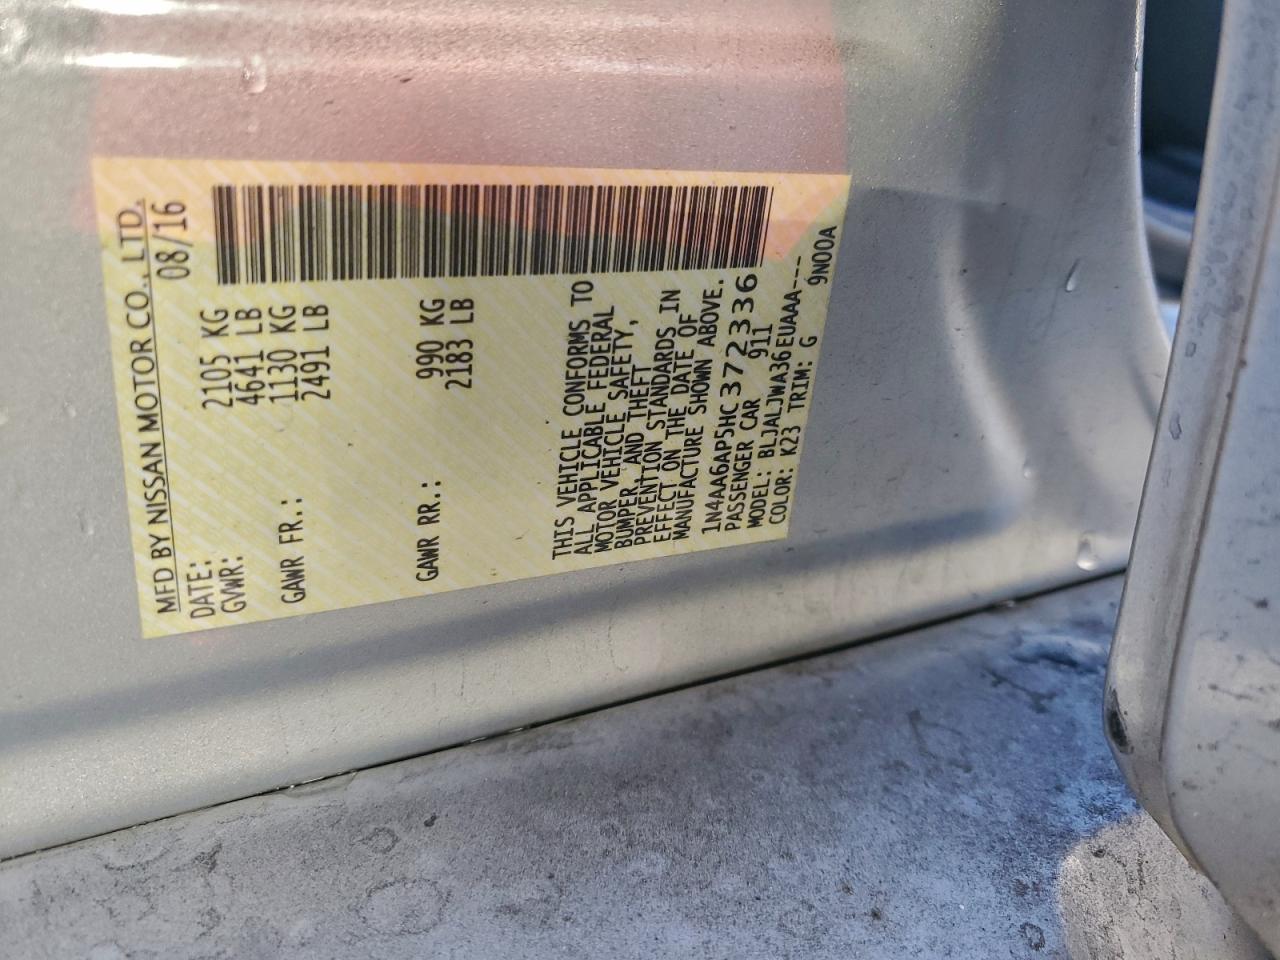 MFD BY NISSAN MOTOR CO., LTD.
DATE: 08/16
GVWR: 2105 KG
4641 LB
GAWR FR.: 1130 KG
2491 LB
GAWR RR.: 990 KG
2183 LB
THIS VEHICLE CONFORMS TO
ALL APPLICABLE FEDERAL
MOTOR VEHICLE SAFETY,
BUMPER, AND THEFT
PREVENTION STANDARDS IN
EFFECT ON THE DATE OF
MANUFACTURE SHOWN ABOVE.
1N4AA6AP5HC372336
PASSENGER CAR 911
MODEL: BLJALJWA36EUAAA---
COLOR: K23 TRIM: G 9N00A